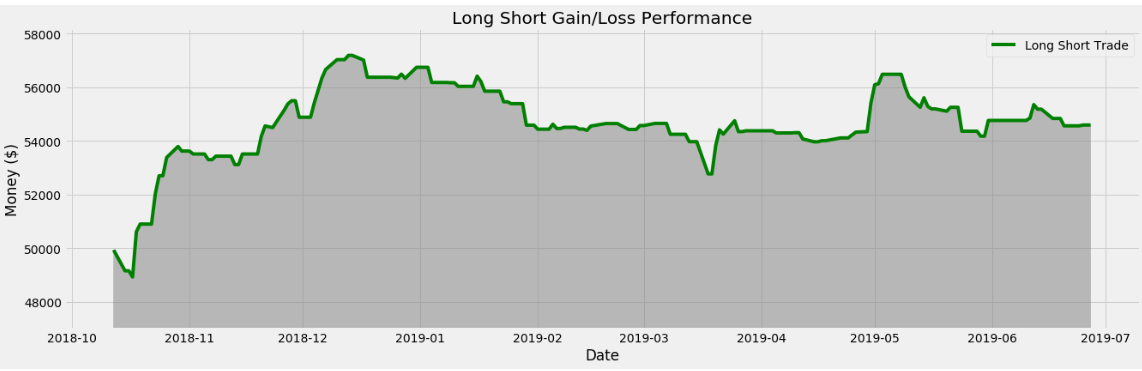 Long Short Gain/Loss Performance
Long Short Trade
Money ($)
58000
56000
54000
52000
50000
48000
2018-10 2018-11 2018-12 2019-01 2019-02 2019-03 2019-04 2019-05 2019-06 2019-07
Date